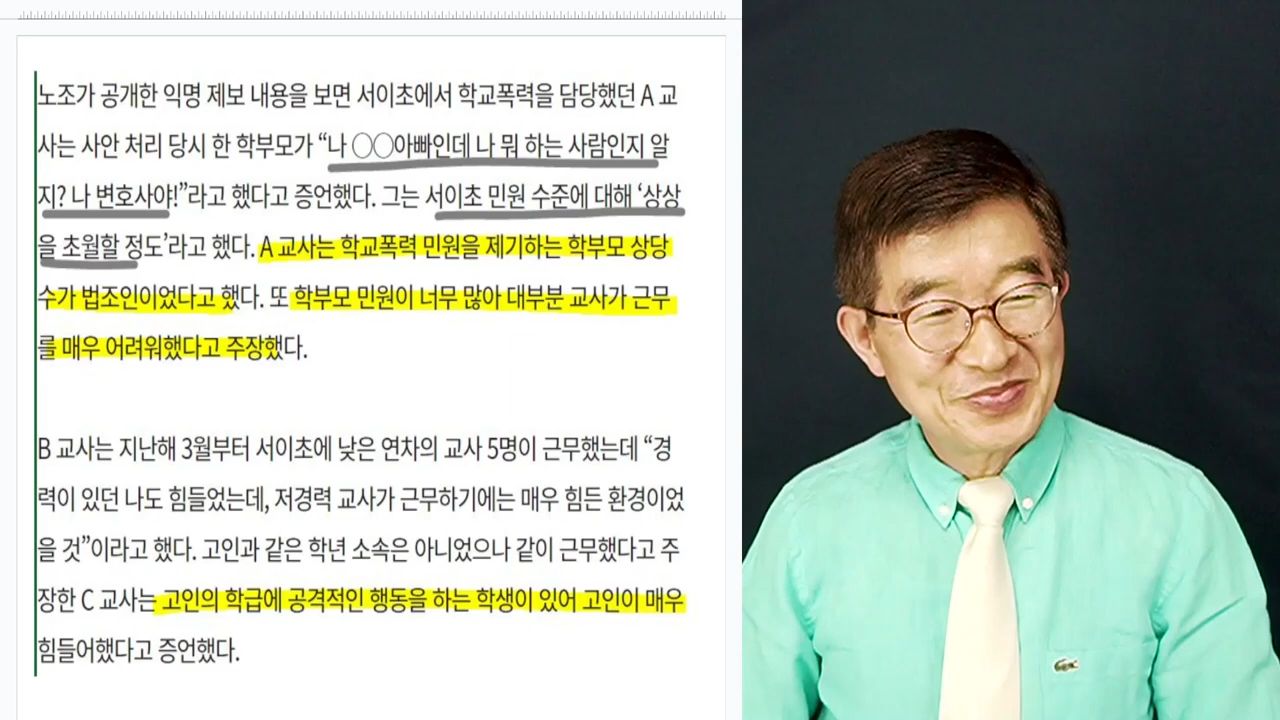 노조가 공개한 익명 제보 내용을 보면 서이초에서 학교폭력을 담당했던 A 교
사는 사안 처리 당시 한 학부모가 “나 ○○아빠인데 나 뭐 하는 사람인지 알
지? 나 변호사야!”라고 했다고 증언했다. 그는 서이초 민원 수준에 대해 ‘상상
을 초월할 정도’라고 했다. A 교사는 학교폭력 민원을 제기하는 학부모 상당
수가 법조인이었다고 했다. 또 학부모 민원이 너무 많아 대부분 교사가 근무
를 매우 어려워했다고 주장했다.
B 교사는 지난해 3월부터 서이초에 낮은 연차의 교사 5명이 근무했는데 “경
력이 있던 나도 힘들었는데, 저경력 교사가 근무하기에는 매우 힘든 환경이었
을 것”이라고 했다. 고인과 같은 학년 소속은 아니었으나 같이 근무했다고 주
장한 C 교사는 고인의 학급에 공격적인 행동을 하는 학생이 있어 고인이 매우
힘들어했다고 증언했다.